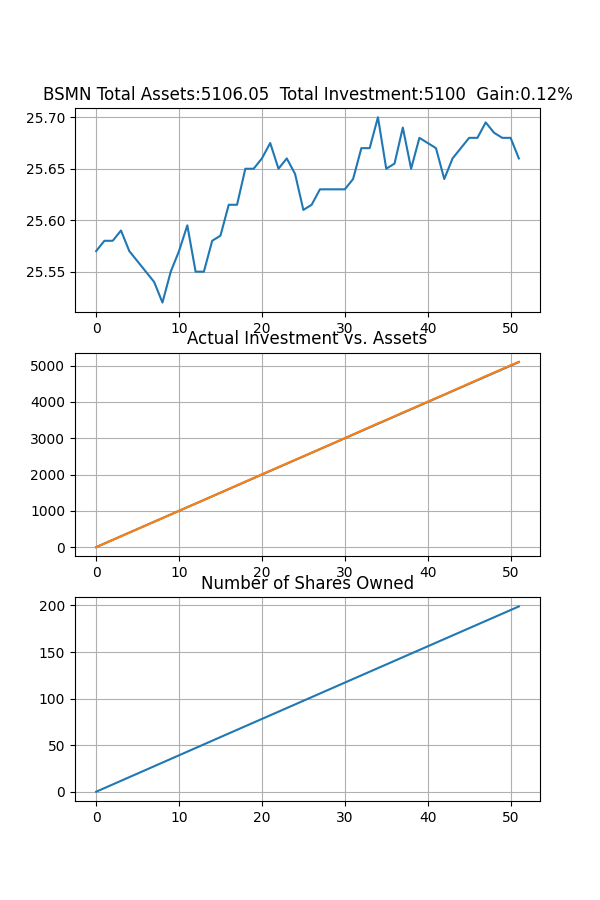 BSMN Total Assets:5106.05  Total Investment:5100  Gain:0.12%
25.70
25.65
25.60
25.55
0 10 20 30 40 50
Actual Investment vs. Assets
5000
4000
3000
2000
1000
0
0 10 20 30 40 50
Number of Shares Owned
200
150
100
50
0
0 10 20 30 40 50